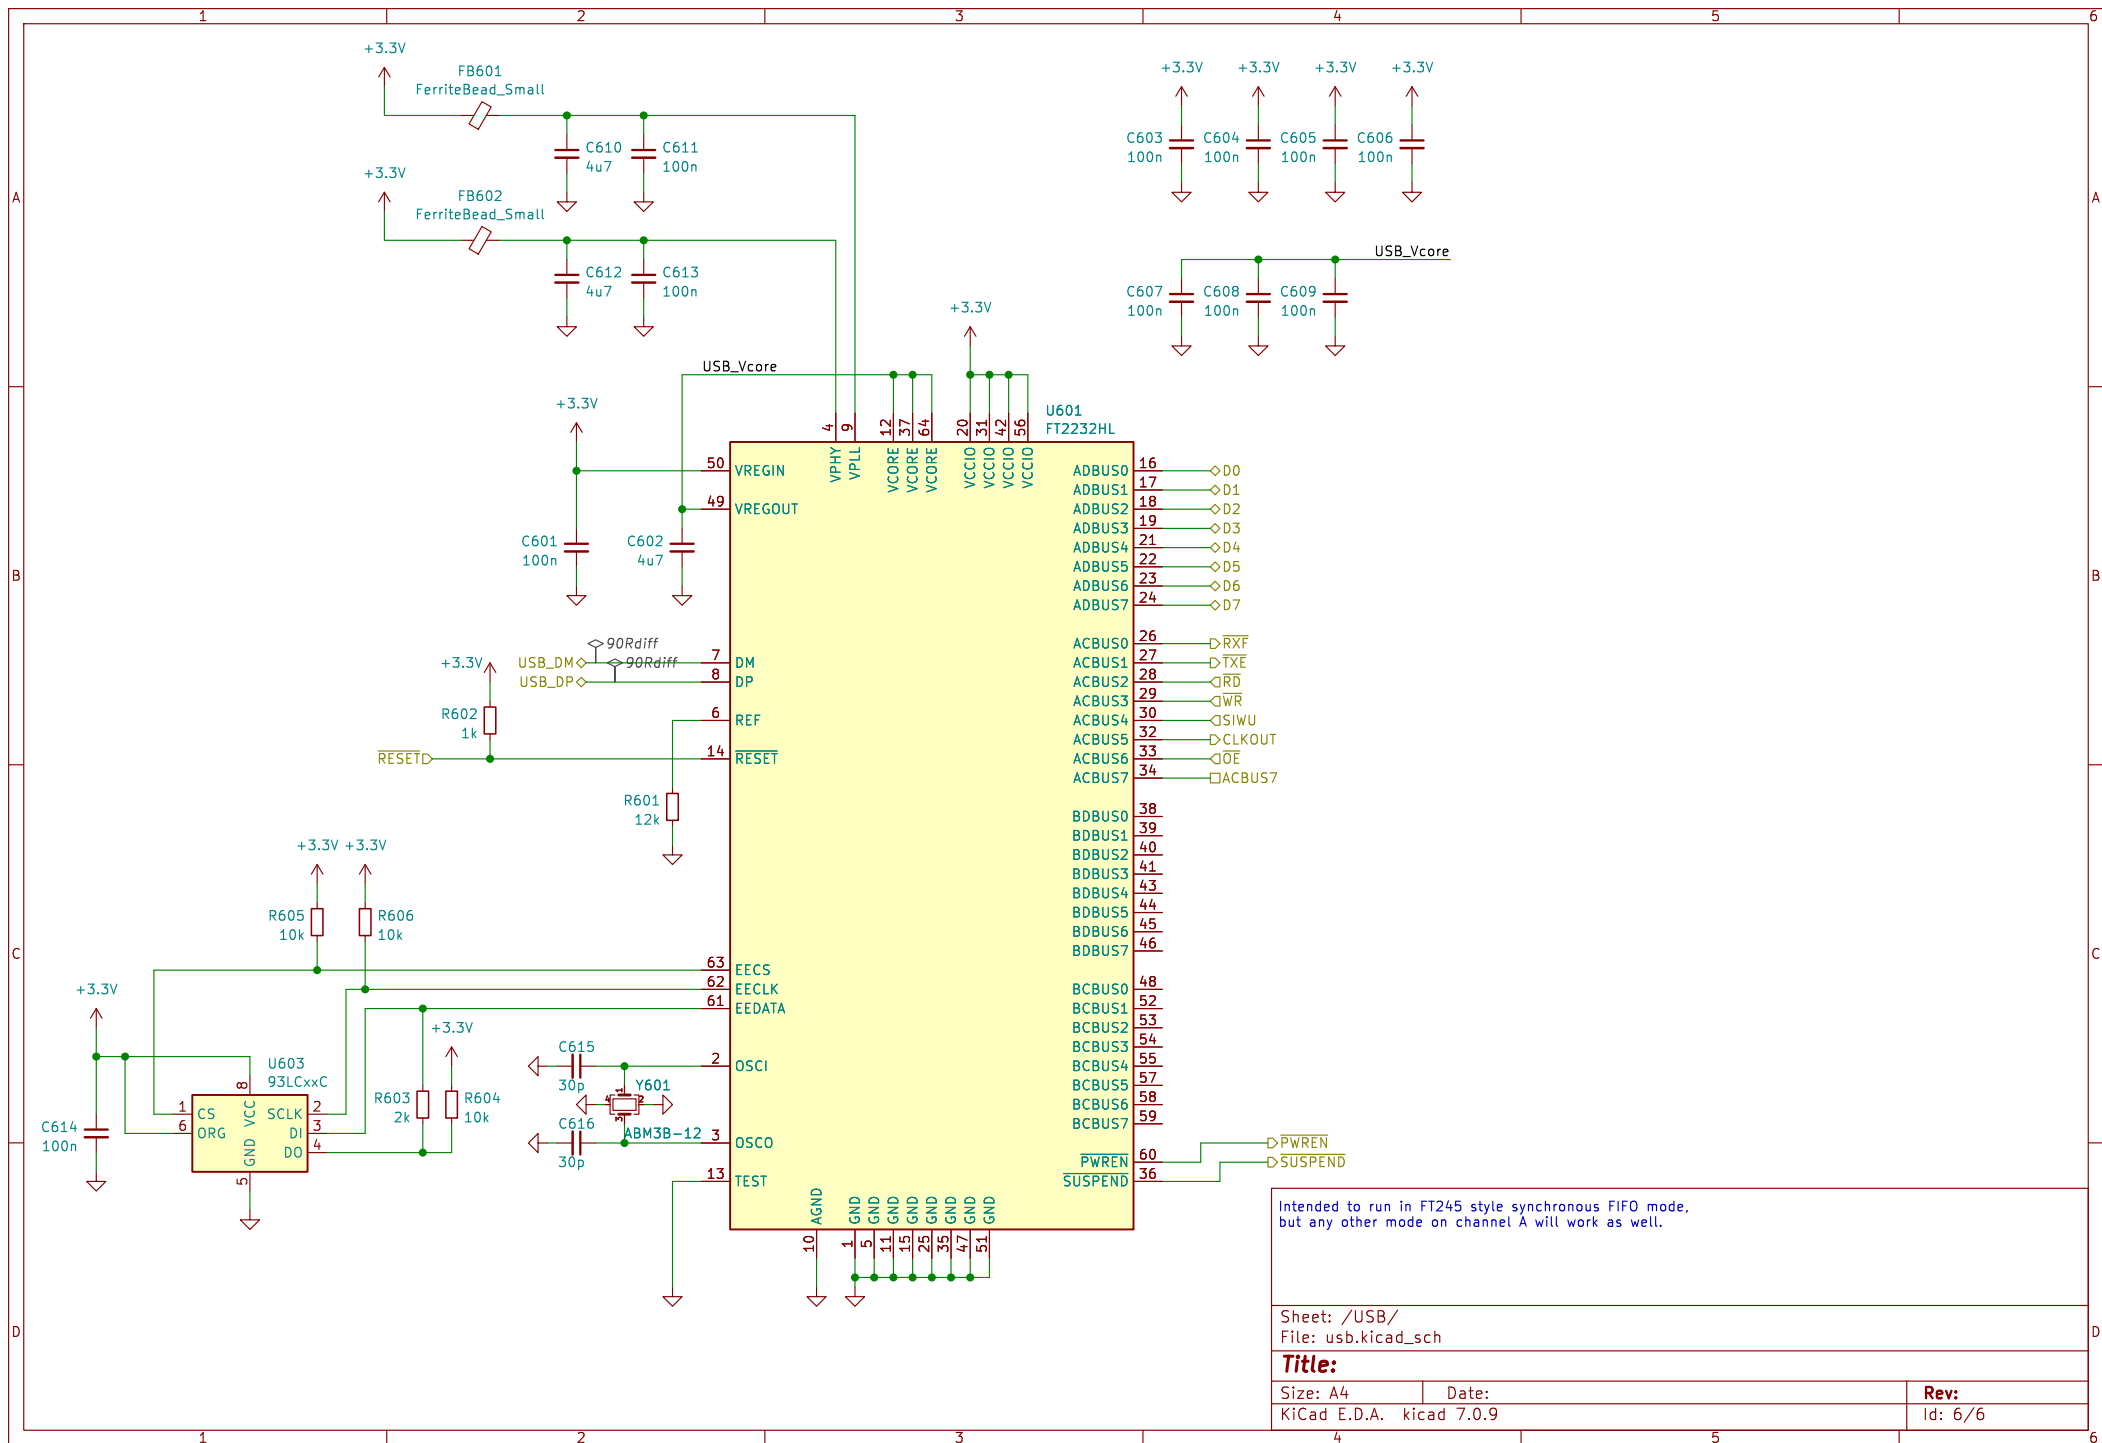 1 2 3 4 5 6
+3.3V
FB601
FerriteBead_Small
C610
4u7
C611
100n
+3.3V
FB602
FerriteBead_Small
C612
4u7
C613
100n
+3.3V +3.3V +3.3V +3.3V
C603 C604 C605 C606
100n 100n 100n 100n
A A
USB_Vcore
C607 C608 C609
100n 100n 100n
+3.3V
USB_Vcore
+3.3V
U601
FT2232HL
4 9 12 37 64 20 31 42 56
VPHY VPLL VCORE VCORE VCORE VCCIO VCCIO VCCIO VCCIO
50 VREGIN
49 VREGOUT
C601
100n
C602
4u7
B B
ADBUS0 16 D0
ADBUS1 17 D1
ADBUS2 18 D2
ADBUS3 19 D3
ADBUS4 21 D4
ADBUS5 22 D5
ADBUS6 23 D6
ADBUS7 24 D7
90Rdiff
USB_DM 90Rdiff 7 DM
USB_DP 8 DP
ACBUS0 26 RXF
ACBUS1 27 TXE
ACBUS2 28 RD
ACBUS3 29 WR
ACBUS4 30 SIWU
ACBUS5 32 CLKOUT
ACBUS6 33 OE
ACBUS7 34 ACBUS7
+3.3V
R602
1k
6 REF
RESET 14 RESET
R601
12k
BDBUS0 38
BDBUS1 39
BDBUS2 40
BDBUS3 41
BDBUS4 43
BDBUS5 44
BDBUS6 45
BDBUS7 46
+3.3V +3.3V
R605
10k
R606
10k
C C
63 EECS
62 EECLK
61 EEDATA
BCBUS0 48
BCBUS1 52
BCBUS2 53
BCBUS3 54
BCBUS4 55
BCBUS5 57
BCBUS6 58
BCBUS7 59
+3.3V
+3.3V
U603
93LCxxC
8
VCC
1 CS SCLK 2
6 ORG DI 3
DO 4
GND
5
C614
100n
R603
2k
R604
10k
C615
30p
2 OSCI
Y601
1
4 2
3
ABM3B-12
C616
30p
3 OSCO
13 TEST
PWREN 60 PWREN
SUSPEND 36 SUSPEND
AGND GND GND GND GND GND GND GND GND
10 1 5 11 15 25 35 47 51
Intended to run in FT245 style synchronous FIFO mode,
but any other mode on channel A will work as well.
D D
Sheet: /USB/
File: usb.kicad_sch
Title:
Size: A4 Date: Rev:
KiCad E.D.A. kicad 7.0.9 Id: 6/6
1 2 3 4 5 6